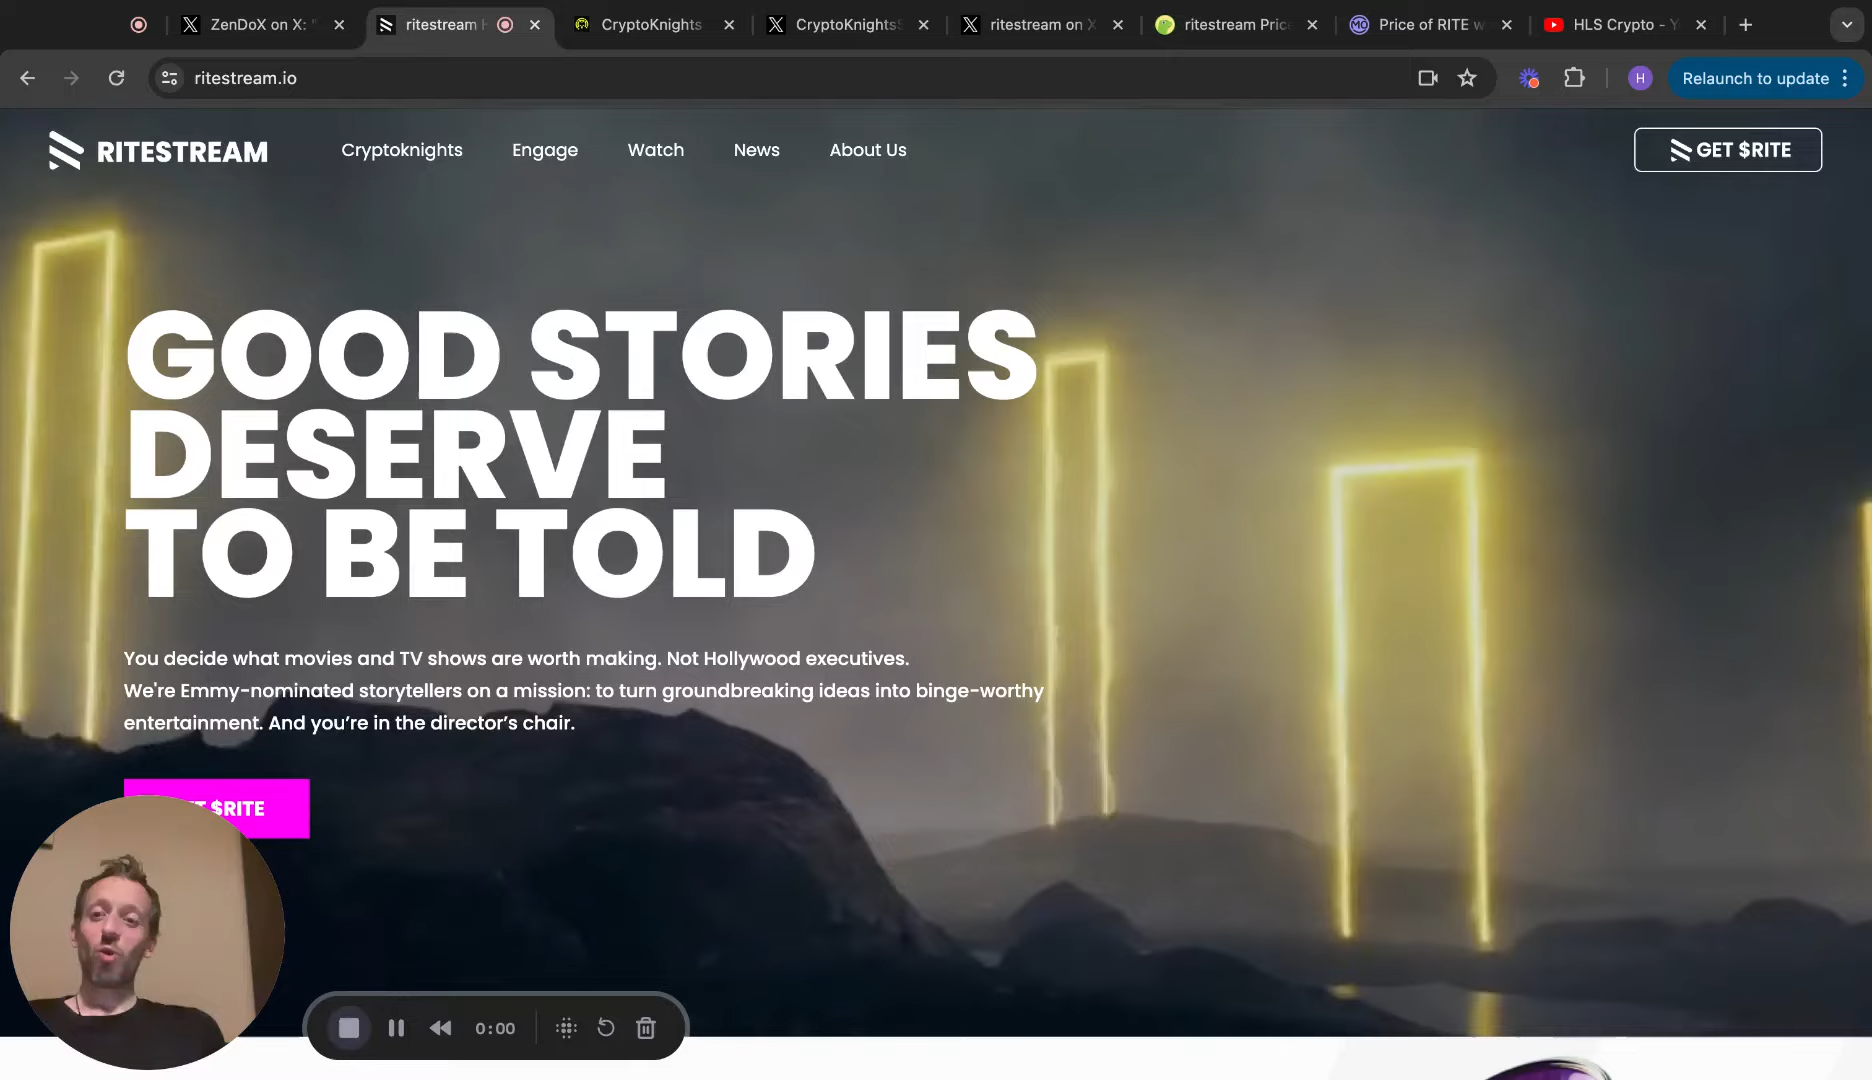 ZenDoX on X: "
ritestream H
CryptoKnights
CryptoKnightsS
ritestream on X
ritestream Price
Price of RITE w
HLS Crypto - Y
ritestream.io
H
Relaunch to update
RITESTREAM
Cryptoknights
Engage
Watch
News
About Us
GET $RITE
GOOD STORIES
DESERVE
TO BE TOLD
You decide what movies and TV shows are worth making. Not Hollywood executives.
We're Emmy-nominated storytellers on a mission: to turn groundbreaking ideas into binge-worthy
entertainment. And you’re in the director’s chair.
$RITE
0:00